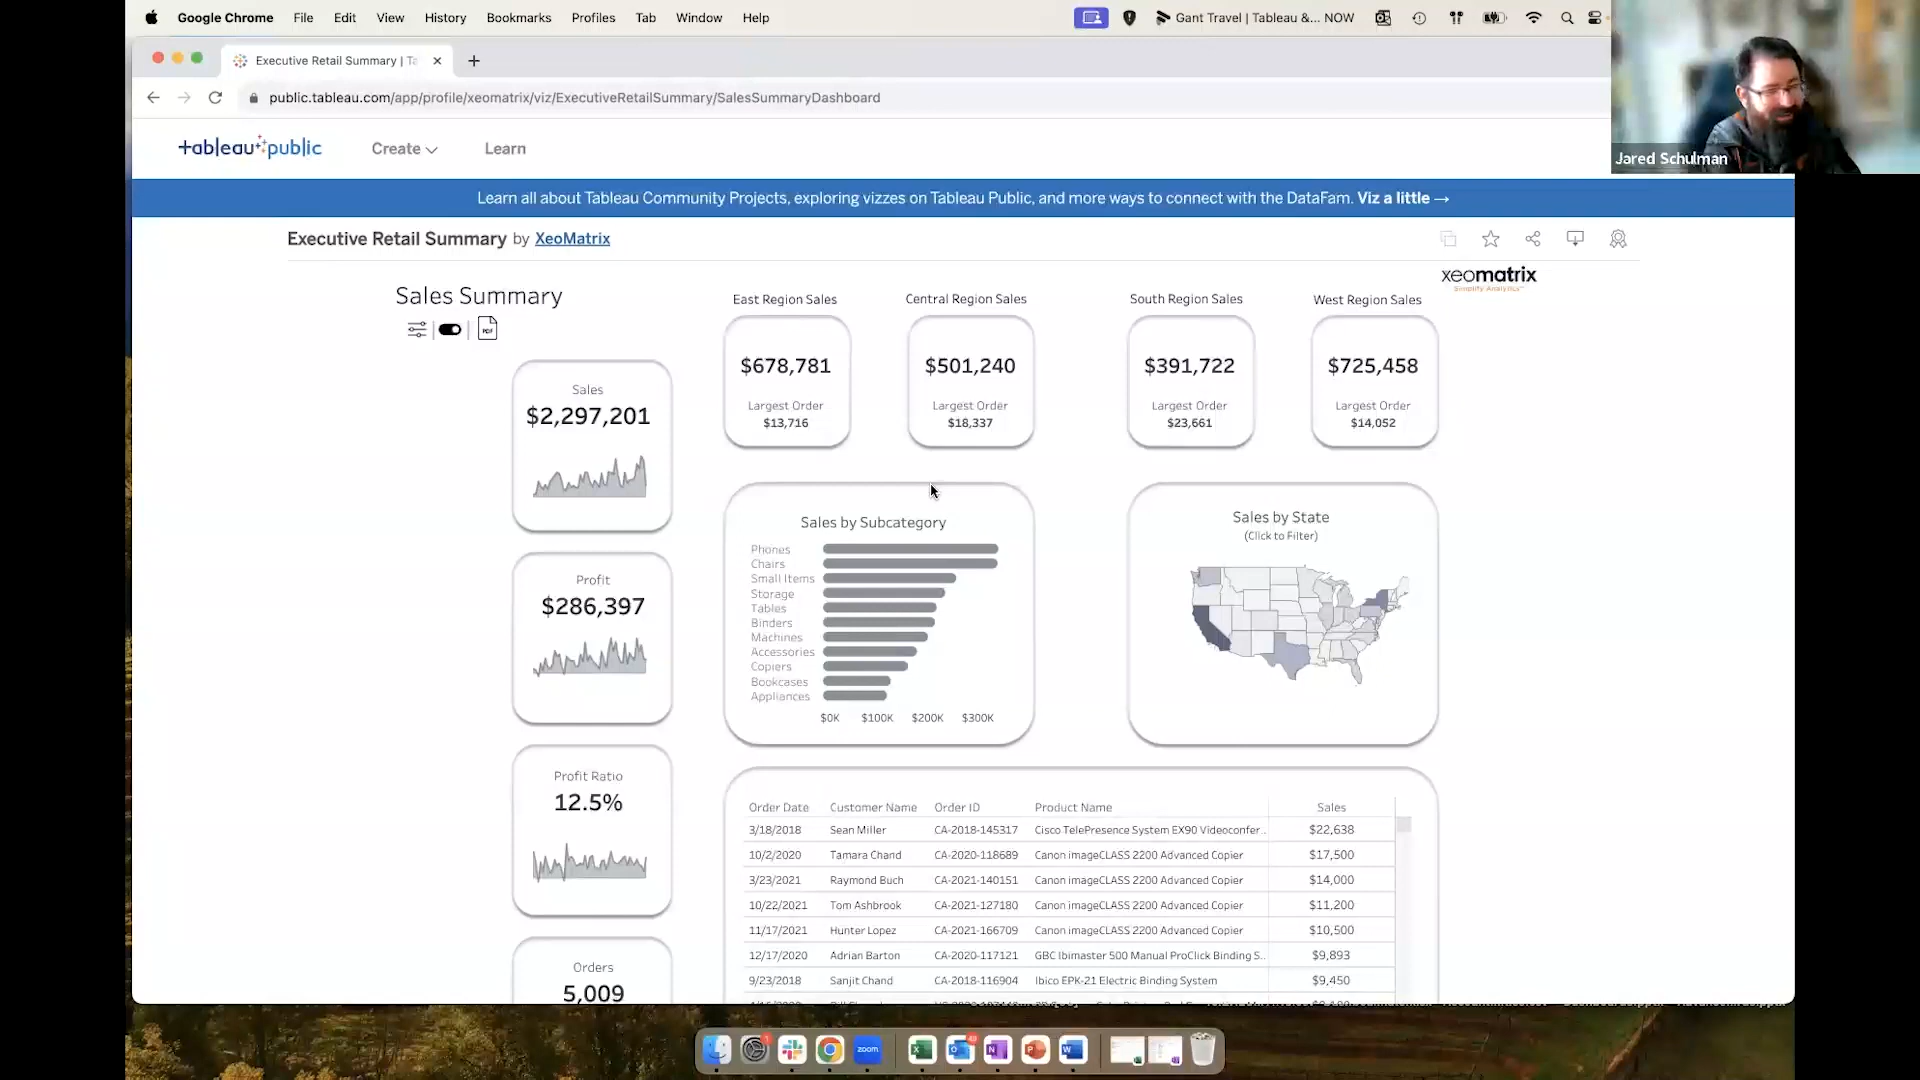 Google Chrome File Edit View History Bookmarks Profiles Tab Window Help
Gant Travel | Tableau &... NOW
Executive Retail Summary | Ta
public.tableau.com/app/profile/xeomatrix/viz/ExecutiveRetailSummary/SalesSummaryDashboard
Jared Schulman
tableau public Create Learn
Learn all about Tableau Community Projects, exploring vizzes on Tableau Public, and more ways to connect with the DataFam. Viz a little →
Executive Retail Summary by XeoMatrix
xeomatrix
Simplify Analytics™
Sales Summary
PDF
East Region Sales
$678,781
Largest Order
$13,716
Central Region Sales
$501,240
Largest Order
$18,337
South Region Sales
$391,722
Largest Order
$23,661
West Region Sales
$725,458
Largest Order
$14,052
Sales
$2,297,201
Profit
$286,397
Profit Ratio
12.5%
Orders
5,009
Sales by Subcategory
Phones
Chairs
Small Items
Storage
Tables
Binders
Machines
Accessories
Copiers
Bookcases
Appliances
$0K $100K $200K $300K
Sales by State
(Click to Filter)
Order Date Customer Name Order ID Product Name Sales
3/18/2018 Sean Miller CA-2018-145317 Cisco TelePresence System EX90 Videoconfer.. $22,638
10/2/2020 Tamara Chand CA-2020-118689 Canon imageCLASS 2200 Advanced Copier $17,500
3/23/2021 Raymond Buch CA-2021-140151 Canon imageCLASS 2200 Advanced Copier $14,000
10/22/2021 Tom Ashbrook CA-2021-127180 Canon imageCLASS 2200 Advanced Copier $11,200
11/17/2021 Hunter Lopez CA-2021-166709 Canon imageCLASS 2200 Advanced Copier $10,500
12/17/2020 Adrian Barton CA-2020-117121 GBC Ibimaster 500 Manual ProClick Binding S.. $9,893
9/23/2018 Sanjit Chand CA-2018-116904 Ibico EPK-21 Electric Binding System $9,450
zoom